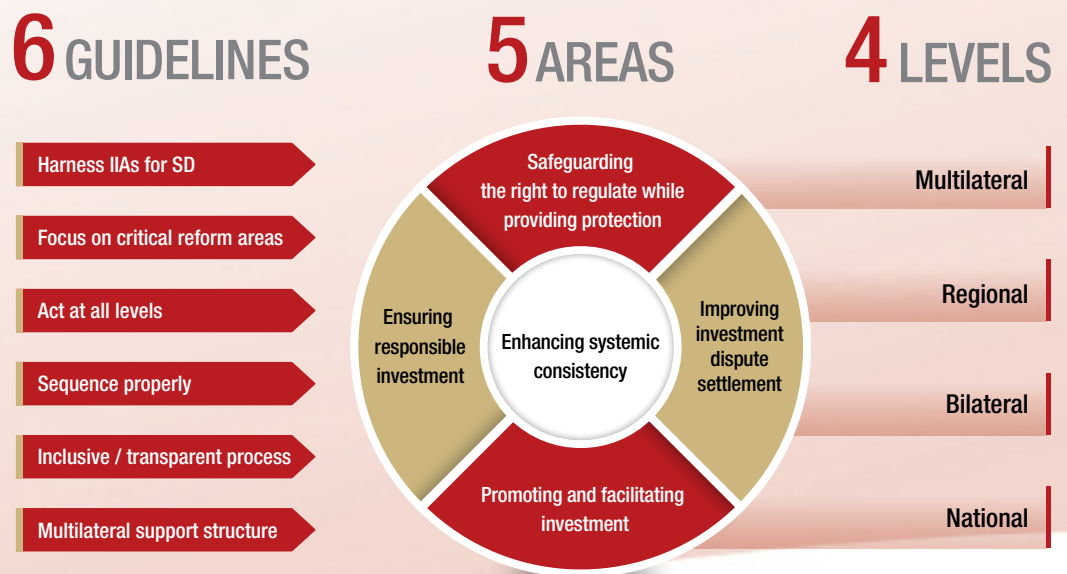 6 GUIDELINES
Harness IIAs for SD
Focus on critical reform areas
Act at all levels
Sequence properly
Inclusive / transparent process
Multilateral support structure
5 AREAS
Safeguarding
the right to regulate while
providing protection
Ensuring
responsible
investment
Enhancing systemic
consistency
Improving
investment
dispute
settlement
Promoting and facilitating
investment
4 LEVELS
Multilateral
Regional
Bilateral
National